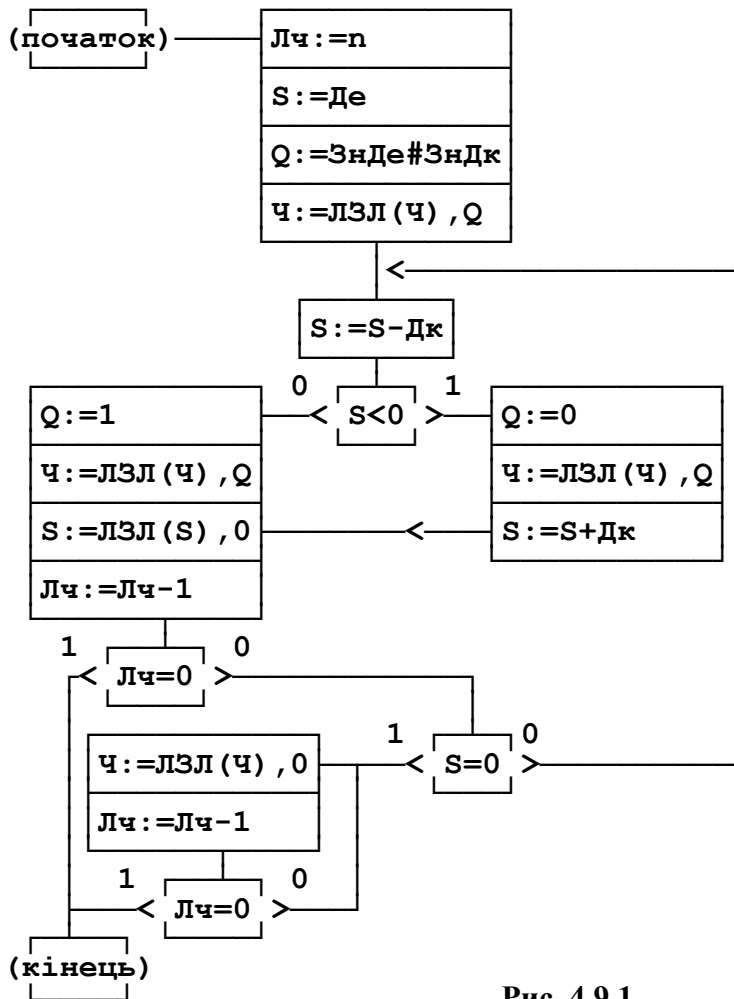 (початок)
Лч:=n
S:=Де
Q:=ЗнДе#ЗнДк
Ч:=ЛЗЛ(Ч),Q
<
S:=S-Дк
0 < S<0 > 1
Q:=1
Ч:=ЛЗЛ(Ч),Q
S:=ЛЗЛ(S),0
Лч:=Лч-1
Q:=0
Ч:=ЛЗЛ(Ч),Q
S:=S+Дк
<
1 < Лч=0 > 0
1 < S=0 > 0
Ч:=ЛЗЛ(Ч),0
Лч:=Лч-1
1 < Лч=0 > 0
(кінець)
Рис. 4.9.1